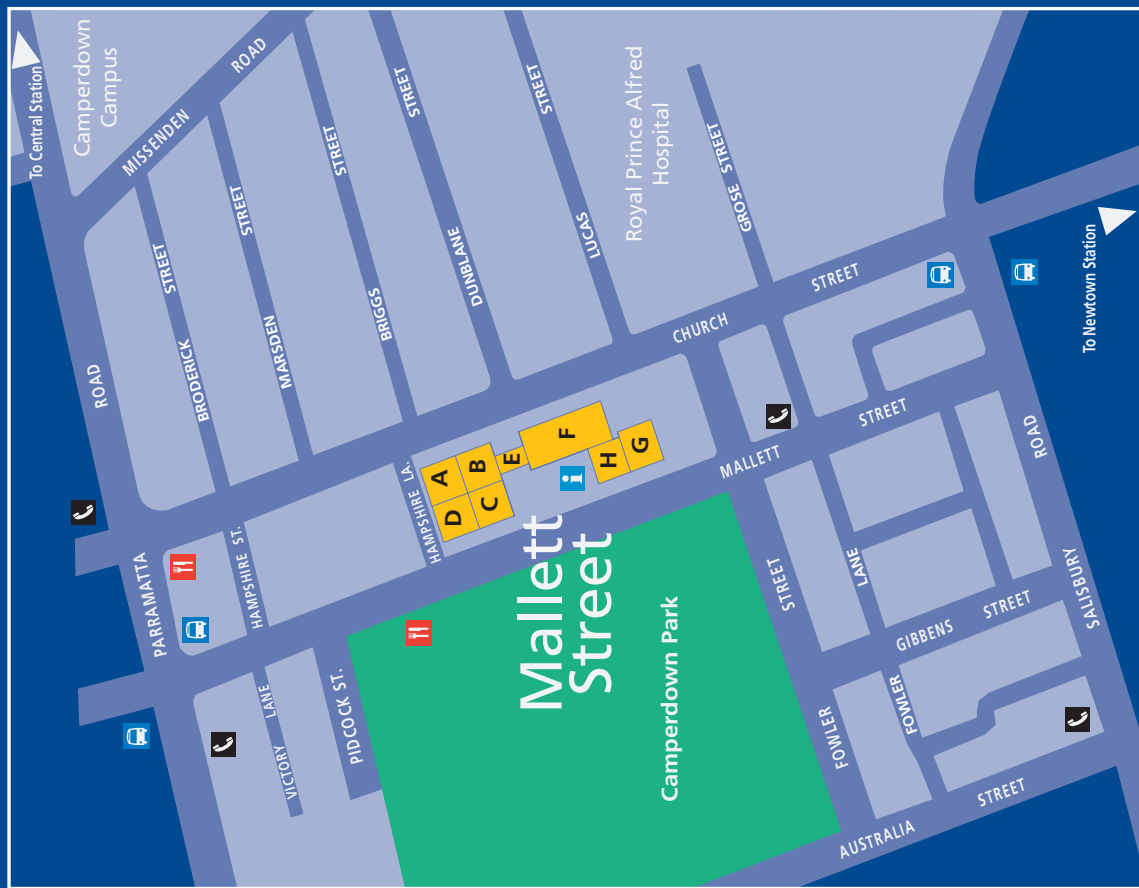 Mallett
Street
Camperdown
Campus
To Central Station
MISSENDEN
ROAD
PARRAMATTA
ROAD
BRODERICK
STREET
MARSDEN
STREET
BRIGGS
STREET
DUNBLANE
STREET
LUCAS
STREET
Royal Prince Alfred
Hospital
GROSE STREET
CHURCH
STREET
To Newtown Station
HAMPSHIRE ST.
HAMPSHIRE LA.
A
B
C
D
E
F
G
H
i
MALLETT
STREET
VICTORY LANE
PIDCOCK ST.
Camperdown Park
FOWLER
STREET
FOWLER
LANE
GIBBENS
STREET
SALISBURY
ROAD
AUSTRALIA
STREET